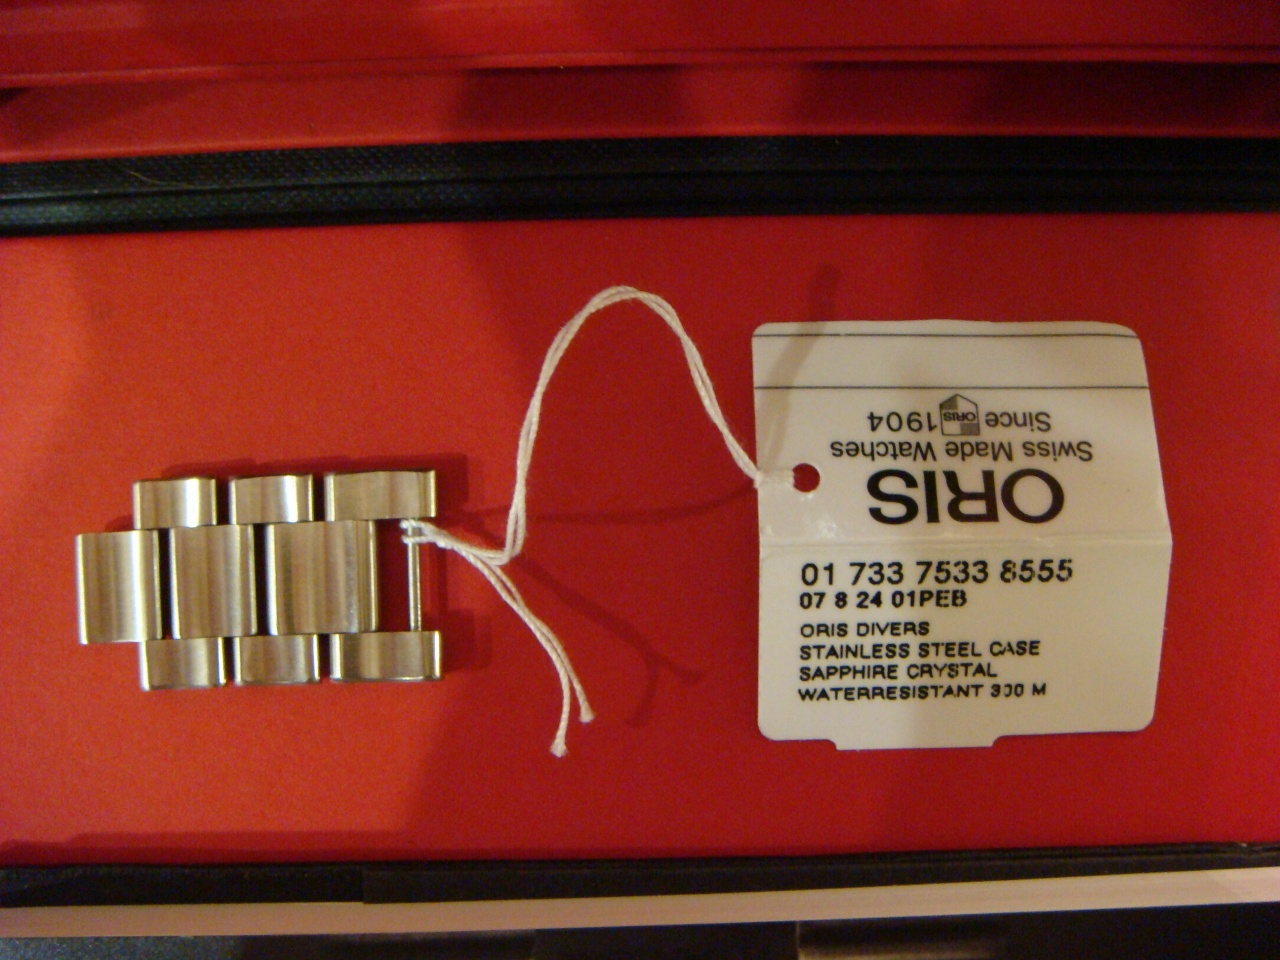 ORIS
Swiss Made Watches
Since ORIS 1904
01 733 7533 8555
07 8 24 01PEB
ORIS DIVERS
STAINLESS STEEL CASE
SAPPHIRE CRYSTAL
WATERRESISTANT 300 M